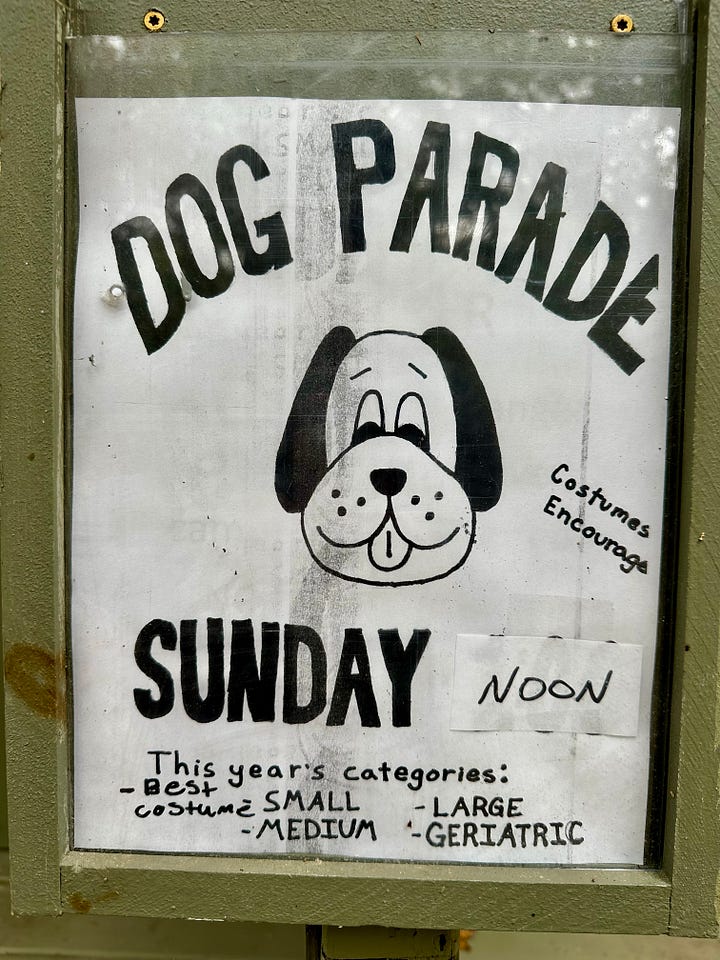 DOG PARADE
Costumes
Encourage
SUNDAY
NOON
This year's categories:
- Best
costume - SMALL - LARGE
- MEDIUM - GERIATRIC